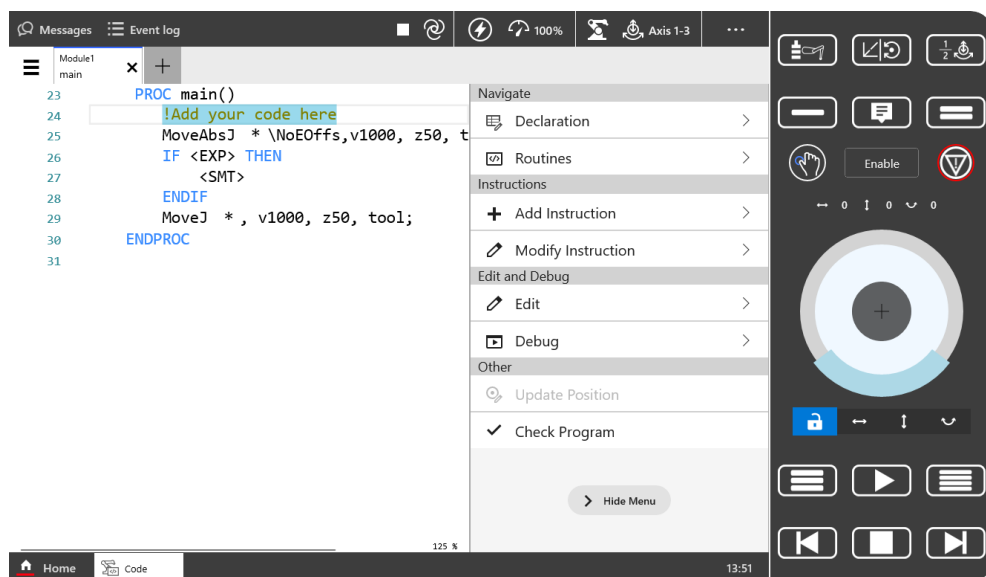 Messages Event log 100% Axis 1-3 ...
Module1
main
23 PROC main()
24 !Add your code here
25 MoveAbsJ * \NoEOffs,v1000, z50, t
26 IF <EXP> THEN
27 <SMT>
28 ENDIF
29 MoveJ * , v1000, z50, tool;
30 ENDPROC
31
125 %
Navigate
Declaration
Routines
Instructions
Add Instruction
Modify Instruction
Edit and Debug
Edit
Debug
Other
Update Position
Check Program
Hide Menu
Home Code 13:51
1
2
Enable
0 0 0